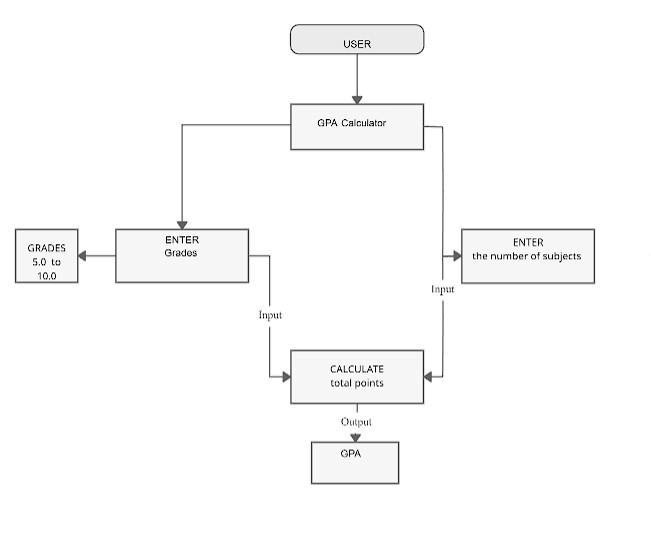 USER
GPA Calculator
ENTER
Grades
GRADES
5.0 to
10.0
ENTER
the number of subjects
Input
Input
CALCULATE
total points
Output
GPA